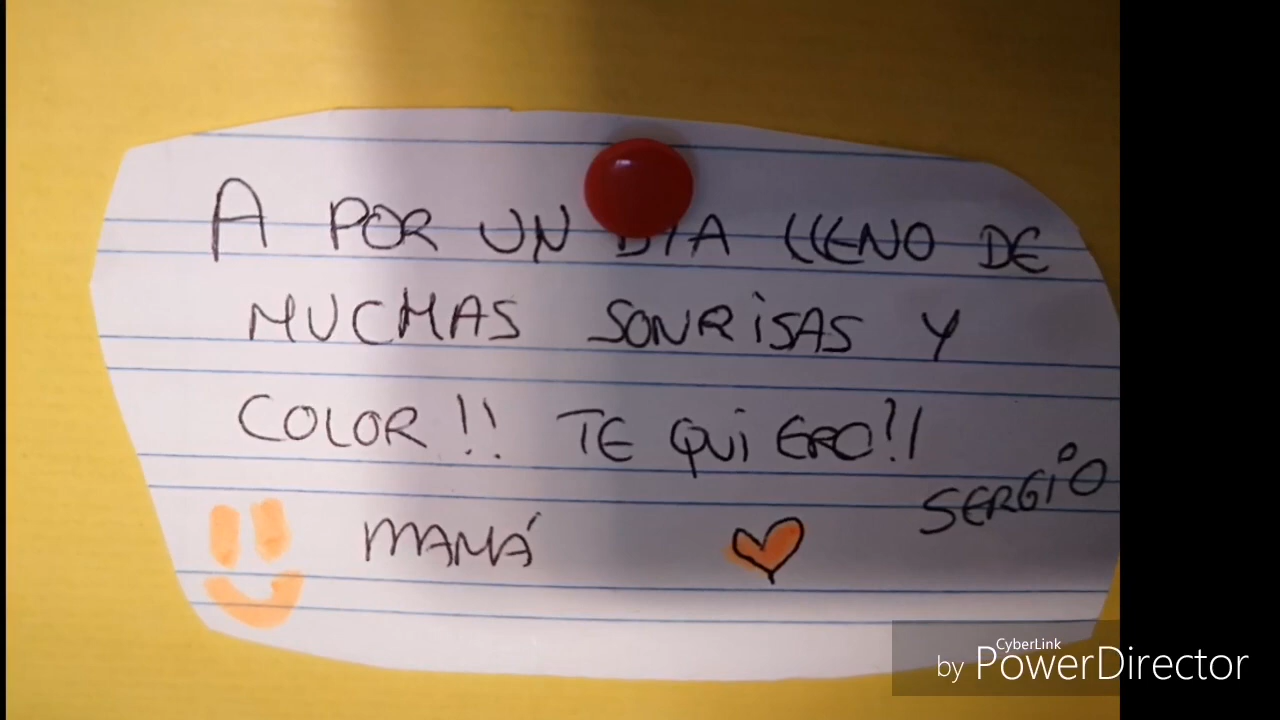 A POR UN DIA LLENO DE
MUCHAS SONRiSAS Y
COLOR!! TE QUiERO!!
SERGiO
MAMÁ
CyberLink
by PowerDirector